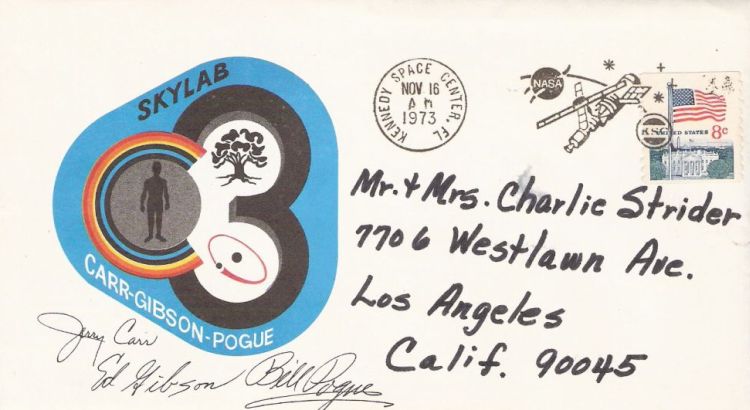 SKYLAB
CARR-GIBSON-POGUE
Jerry Carr
Ed Gibson
Bill Pogue
KENNEDY SPACE CENTER, FL
NOV 16
AM
1973
NASA
KSC
UNITED STATES 8c
Mr. + Mrs. Charlie Strider
7706 Westlawn Ave.
Los Angeles
Calif. 90045